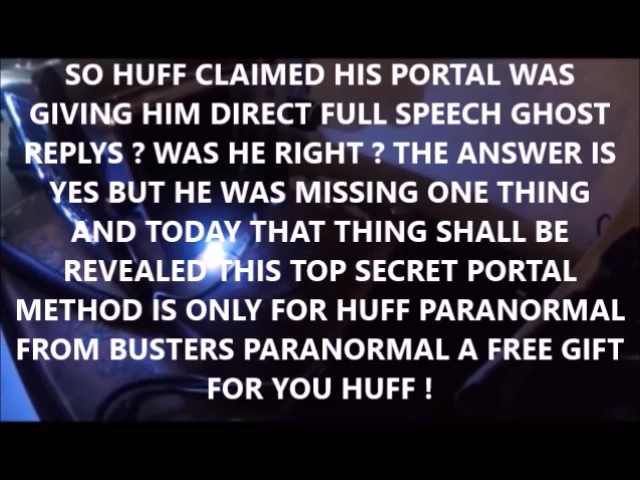 SO HUFF CLAIMED HIS PORTAL WAS
GIVING HIM DIRECT FULL SPEECH GHOST
REPLYS ? WAS HE RIGHT ? THE ANSWER IS
YES BUT HE WAS MISSING ONE THING
AND TODAY THAT THING SHALL BE
REVEALED THIS TOP SECRET PORTAL
METHOD IS ONLY FOR HUFF PARANORMAL
FROM BUSTERS PARANORMAL A FREE GIFT
FOR YOU HUFF !